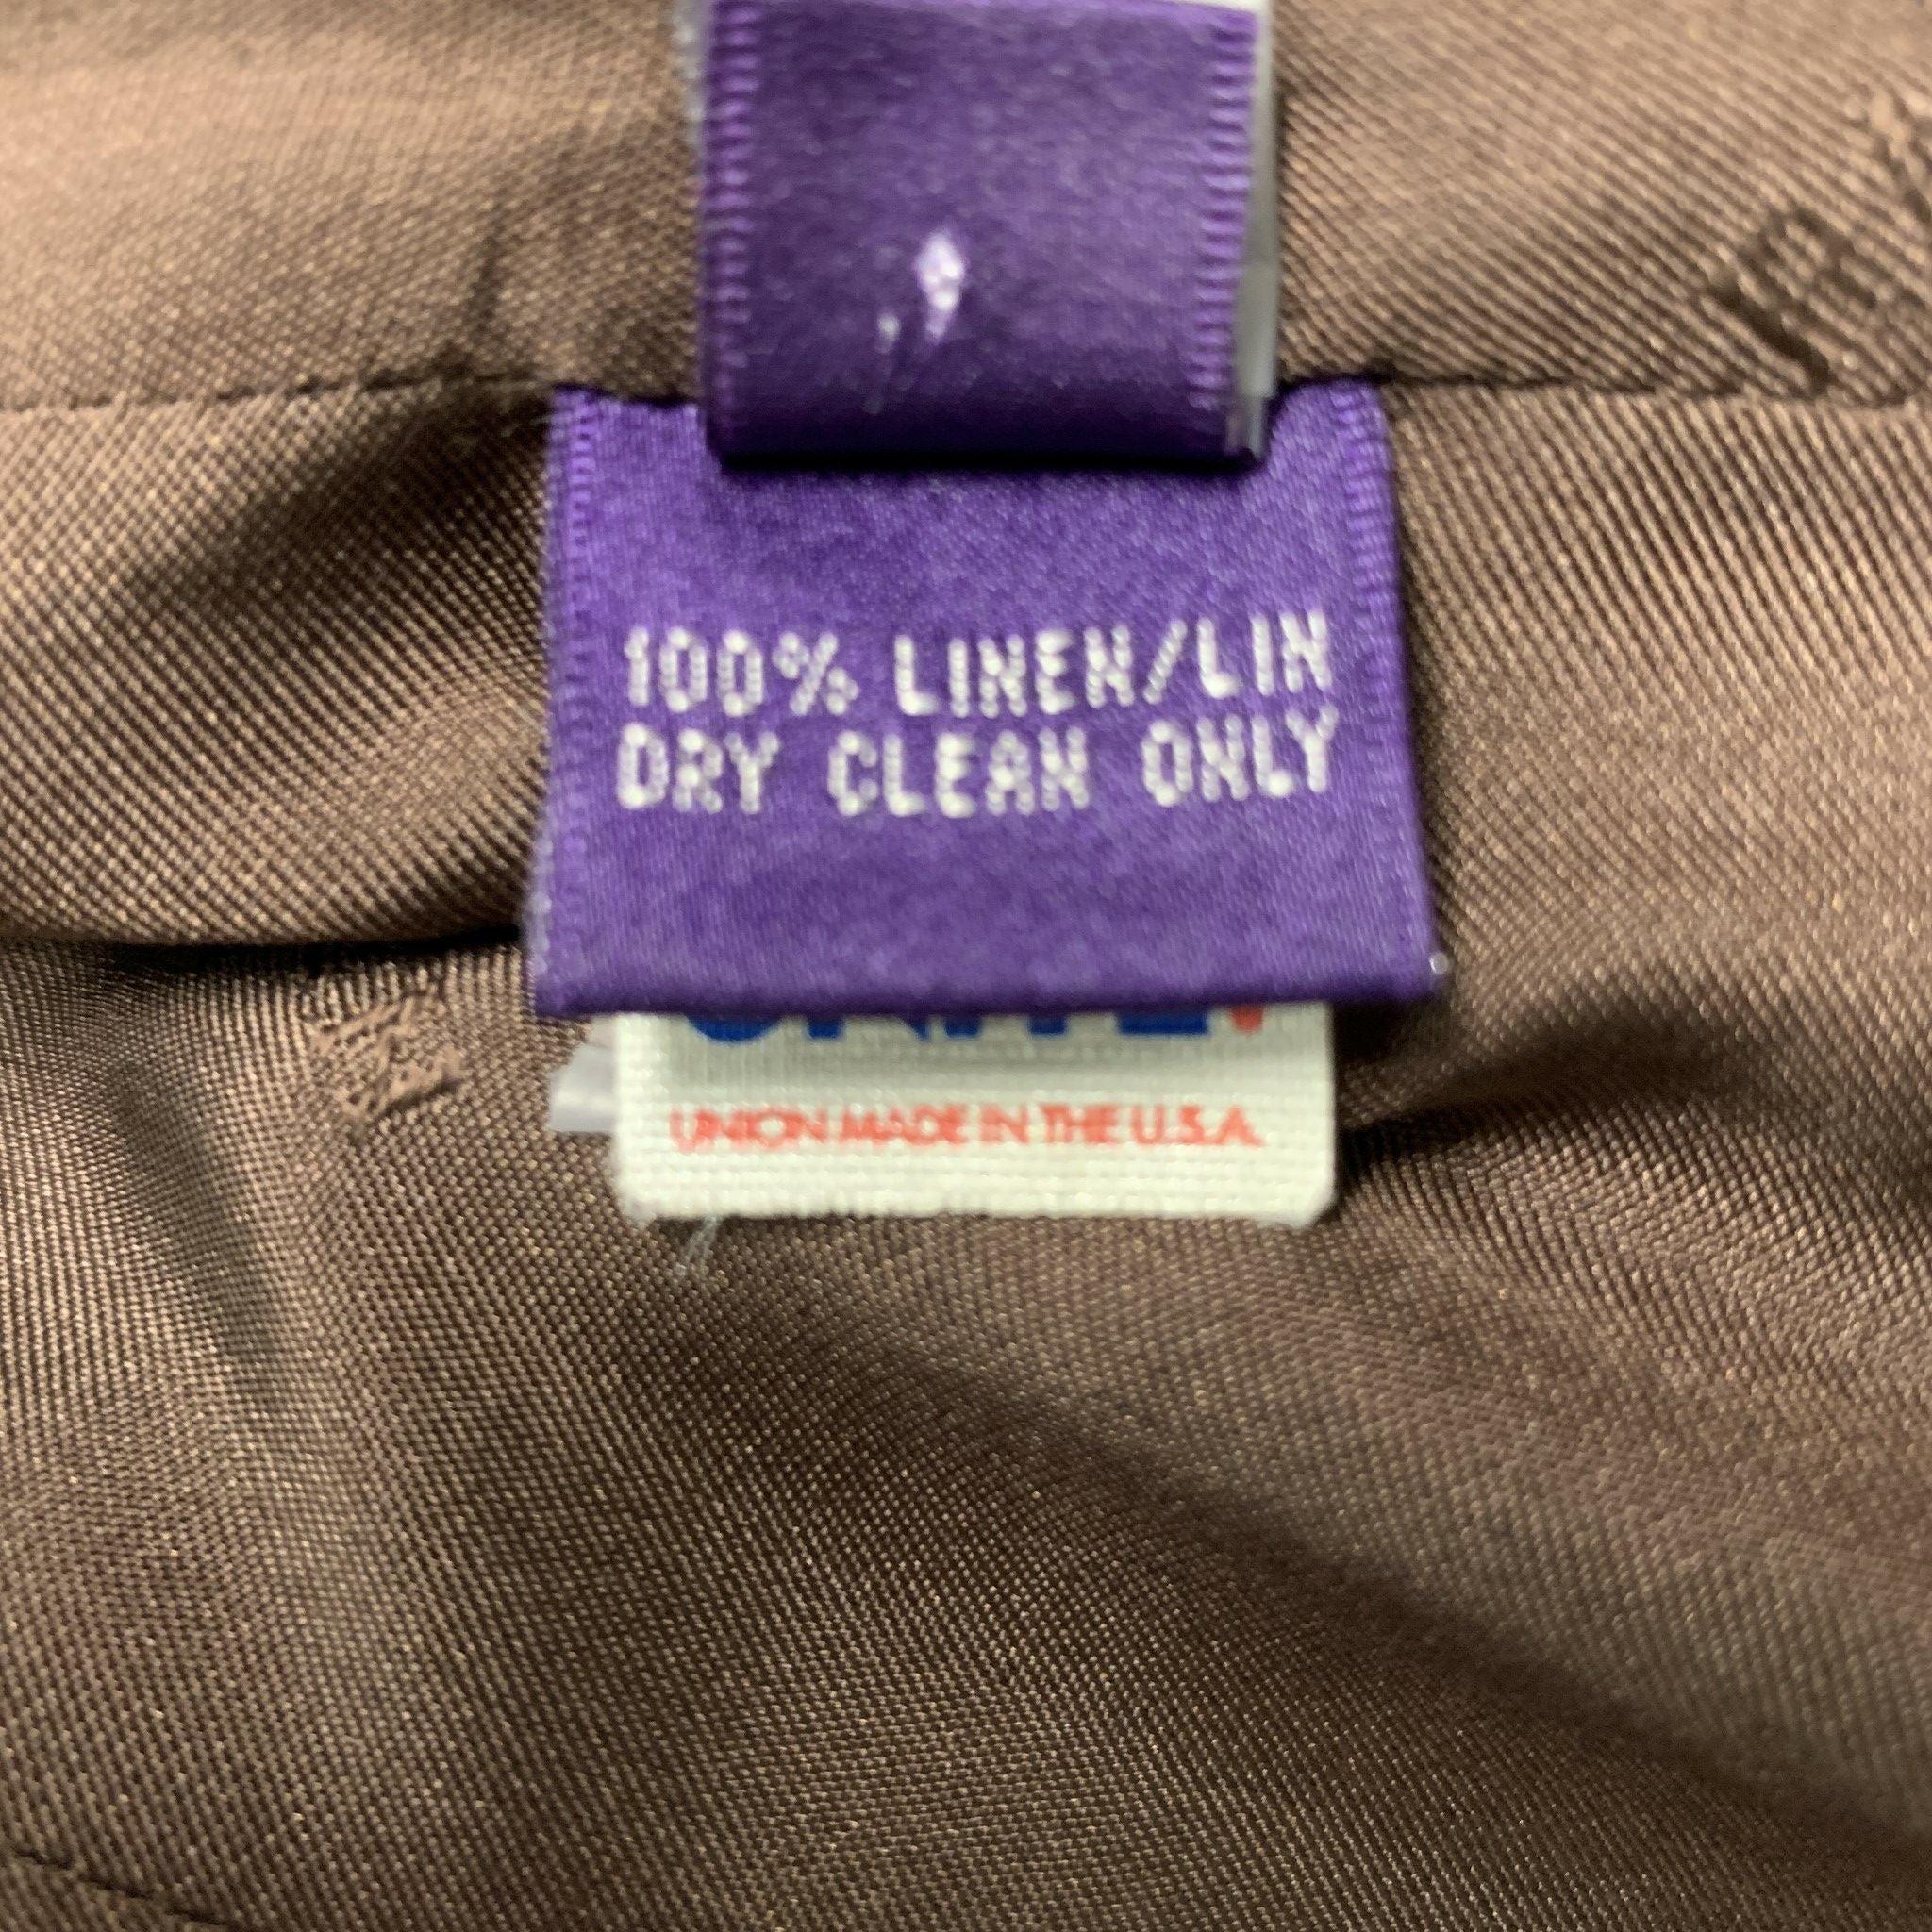 100% LINEN/LIN
DRY CLEAN ONLY
UNION MADE IN THE U.S.A.